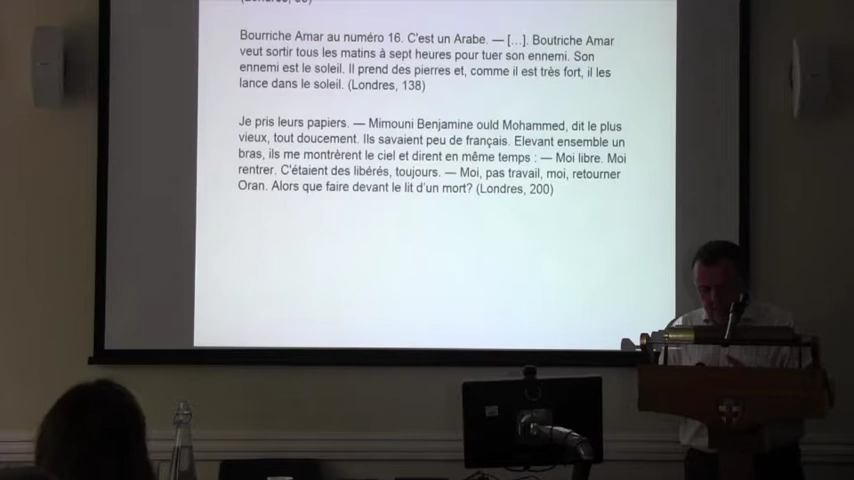 (Londres, 
Bourriche Amar au numéro 16. C'est un Arabe. — [...]. Boutriche Amar
veut sortir tous les matins à sept heures pour tuer son ennemi. Son
ennemi est le soleil. Il prend des pierres et, comme il est très fort, il les
lance dans le soleil. (Londres, 138)
Je pris leurs papiers. — Mimouni Benjamine ould Mohammed, dit le plus
vieux, tout doucement. Ils savaient peu de français. Elevant ensemble un
bras, ils me montrèrent le ciel et dirent en même temps : — Moi libre. Moi
rentrer. C'étaient des libérés, toujours. — Moi, pas travail, moi, retourner
Oran. Alors que faire devant le lit d'un mort? (Londres, 200)